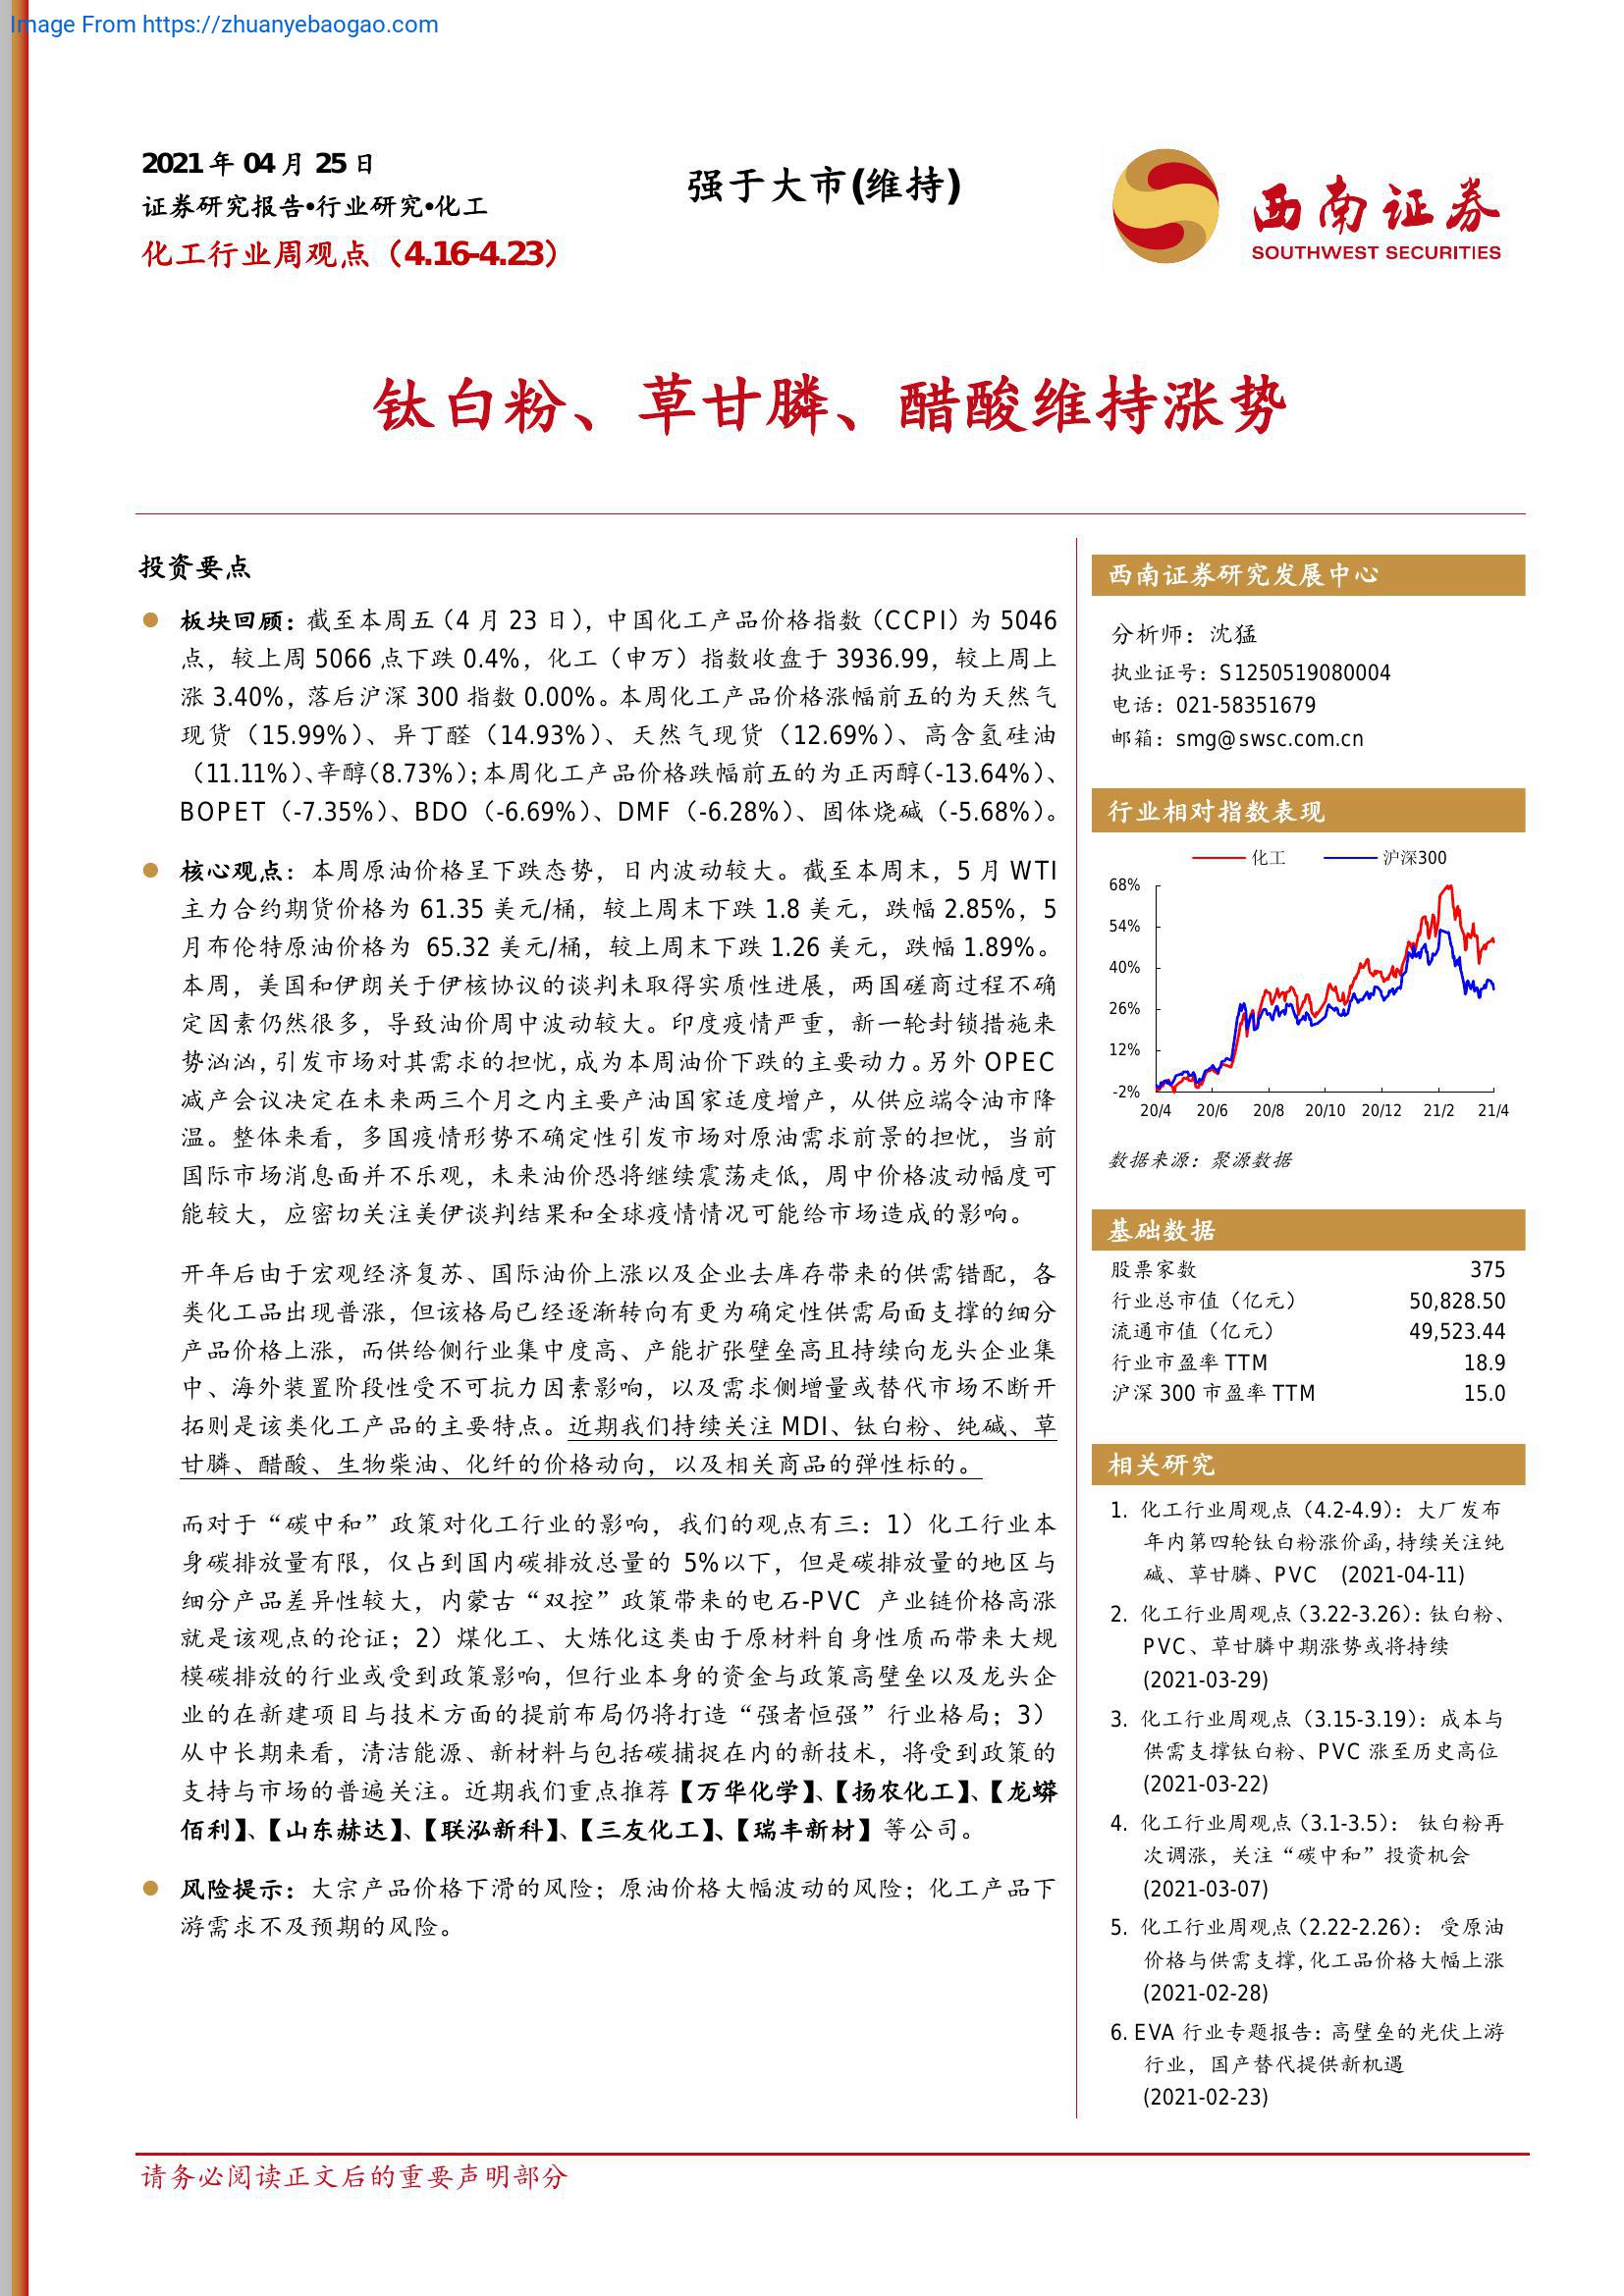 Image From https://zhuanyebaogao.com
2021 年 04 月 25 日
证券研究报告•行业研究•化工
化工行业周观点（4.16-4.23）
强于大市(维持)
西南证券
SOUTHWEST SECURITIES
钛白粉、草甘膦、醋酸维持涨势
投资要点
板块回顾：截至本周五（4 月 23 日），中国化工产品价格指数（CCPI）为 5046
点，较上周 5066 点下跌 0.4%，化工（申万）指数收盘于 3936.99，较上周上
涨 3.40%，落后沪深 300 指数 0.00%。本周化工产品价格涨幅前五的为天然气
现货（15.99%）、异丁醛（14.93%）、天然气现货（12.69%）、高含氢硅油
（11.11%）、辛醇（8.73%）；本周化工产品价格跌幅前五的为正丙醇（-13.64%）、
BOPET（-7.35%）、BDO（-6.69%）、DMF（-6.28%）、固体烧碱（-5.68%）。
核心观点：本周原油价格呈下跌态势，日内波动较大。截至本周末，5 月 WTI
主力合约期货价格为 61.35 美元/桶，较上周末下跌 1.8 美元，跌幅 2.85%，5
月布伦特原油价格为 65.32 美元/桶，较上周末下跌 1.26 美元，跌幅 1.89%。
本周，美国和伊朗关于伊核协议的谈判未取得实质性进展，两国磋商过程不确
定因素仍然很多，导致油价周中波动较大。印度疫情严重，新一轮封锁措施来
势汹汹，引发市场对其需求的担忧，成为本周油价下跌的主要动力。另外 OPEC
减产会议决定在未来两三个月之内主要产油国家适度增产，从供应端令油市降
温。整体来看，多国疫情形势不确定性引发市场对原油需求前景的担忧，当前
国际市场消息面并不乐观，未来油价恐将继续震荡走低，周中价格波动幅度可
能较大，应密切关注美伊谈判结果和全球疫情情况可能给市场造成的影响。
开年后由于宏观经济复苏、国际油价上涨以及企业去库存带来的供需错配，各
类化工品出现普涨，但该格局已经逐渐转向有更为确定性供需局面支撑的细分
产品价格上涨，而供给侧行业集中度高、产能扩张壁垒高且持续向龙头企业集
中、海外装置阶段性受不可抗力因素影响，以及需求侧增量或替代市场不断开
拓则是该类化工产品的主要特点。近期我们持续关注 MDI、钛白粉、纯碱、草
甘膦、醋酸、生物柴油、化纤的价格动向，以及相关商品的弹性标的。
而对于“碳中和”政策对化工行业的影响，我们的观点有三：1）化工行业本
身碳排放量有限，仅占到国内碳排放总量的 5%以下，但是碳排放量的地区与
细分产品差异性较大，内蒙古“双控”政策带来的电石-PVC 产业链价格高涨
就是该观点的论证；2）煤化工、大炼化这类由于原材料自身性质而带来大规
模碳排放的行业或受到政策影响，但行业本身的资金与政策高壁垒以及龙头企
业的在新建项目与技术方面的提前布局仍将打造“强者恒强”行业格局；3）
从中长期来看，清洁能源、新材料与包括碳捕捉在内的新技术，将受到政策的
支持与市场的普遍关注。近期我们重点推荐【万华化学】、【扬农化工】、【龙蟒
佰利】、【山东赫达】、【联泓新科】、【三友化工】、【瑞丰新材】等公司。
风险提示：大宗产品价格下滑的风险；原油价格大幅波动的风险；化工产品下
游需求不及预期的风险。
西南证券研究发展中心
分析师：沈猛
执业证号：S1250519080004
电话：021-58351679
邮箱：smg@swsc.com.cn
行业相对指数表现
化工 沪深300
68%
54%
40%
26%
12%
-2%
20/4 20/6 20/8 20/10 20/12 21/2 21/4
数据来源：聚源数据
基础数据
股票家数 375
行业总市值（亿元） 50,828.50
流通市值（亿元） 49,523.44
行业市盈率 TTM 18.9
沪深 300 市盈率 TTM 15.0
相关研究
1. 化工行业周观点（4.2-4.9）：大厂发布
年内第四轮钛白粉涨价函，持续关注纯
碱、草甘膦、PVC (2021-04-11)
2. 化工行业周观点（3.22-3.26）：钛白粉、
PVC、草甘膦中期涨势或将持续
(2021-03-29)
3. 化工行业周观点（3.15-3.19）：成本与
供需支撑钛白粉、PVC 涨至历史高位
(2021-03-22)
4. 化工行业周观点（3.1-3.5）： 钛白粉再
次调涨，关注“碳中和”投资机会
(2021-03-07)
5. 化工行业周观点（2.22-2.26）： 受原油
价格与供需支撑，化工品价格大幅上涨
(2021-02-28)
6. EVA 行业专题报告：高壁垒的光伏上游
行业，国产替代提供新机遇
(2021-02-23)
请务必阅读正文后的重要声明部分